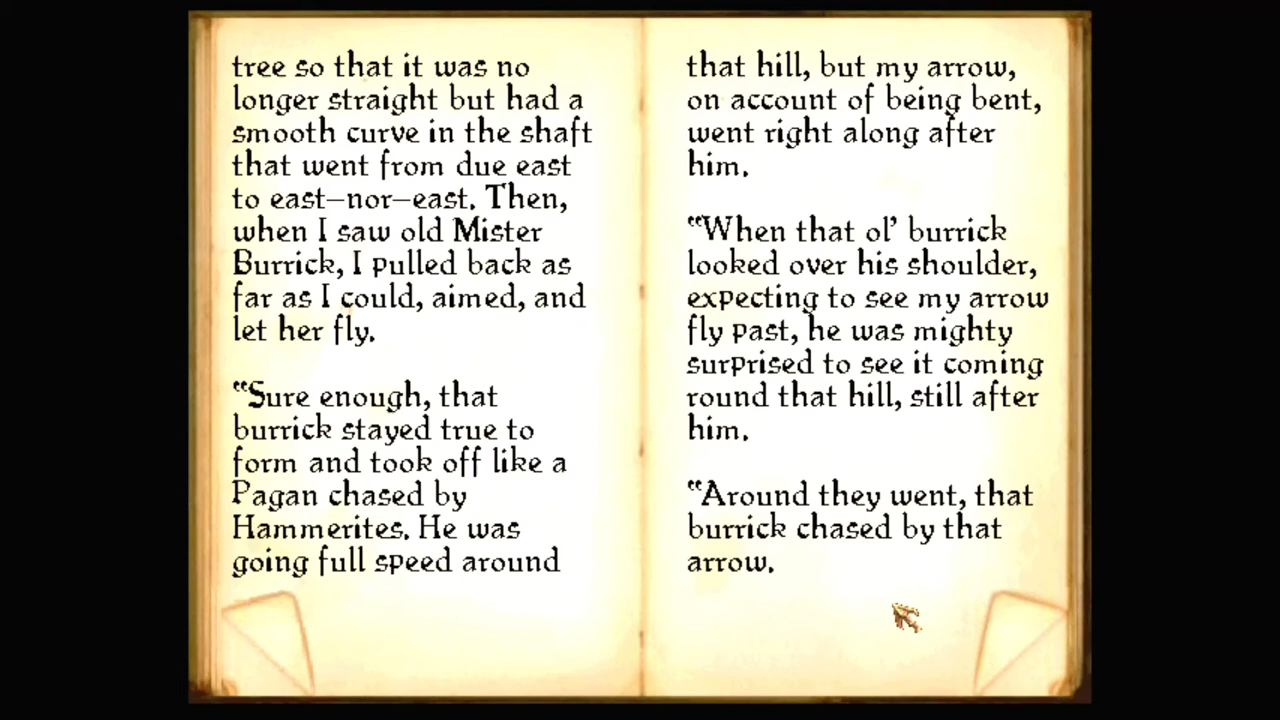 tree so that it was no
longer straight but had a
smooth curve in the shaft
that went from due east
to east-nor-east. Then,
when I saw old Mister
Burrick, I pulled back as
far as I could, aimed, and
let her fly.
“Sure enough, that
burrick stayed true to
form and took off like a
Pagan chased by
Hammerites. He was
going full speed around
that hill, but my arrow,
on account of being bent,
went right along after
him.
“When that ol’ burrick
looked over his shoulder,
expecting to see my arrow
fly past, he was mighty
surprised to see it coming
round that hill, still after
him.
“Around they went, that
burrick chased by that
arrow.